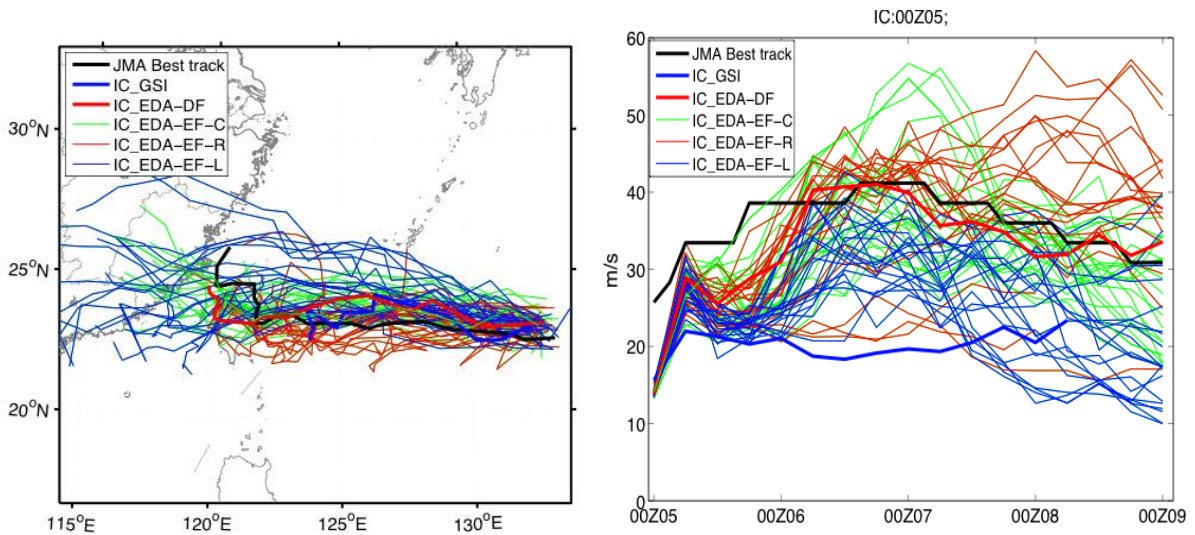 JMA Best track
IC_GSI
IC_EDA-DF
IC_EDA-EF-C
IC_EDA-EF-R
IC_EDA-EF-L
30°N
25°N
20°N
115°E
120°E
125°E
130°E
IC:00Z05;
JMA Best track
IC_GSI
IC_EDA-DF
IC_EDA-EF-C
IC_EDA-EF-R
IC_EDA-EF-L
m/s
60
50
40
30
20
10
0
00Z05
00Z06
00Z07
00Z08
00Z09